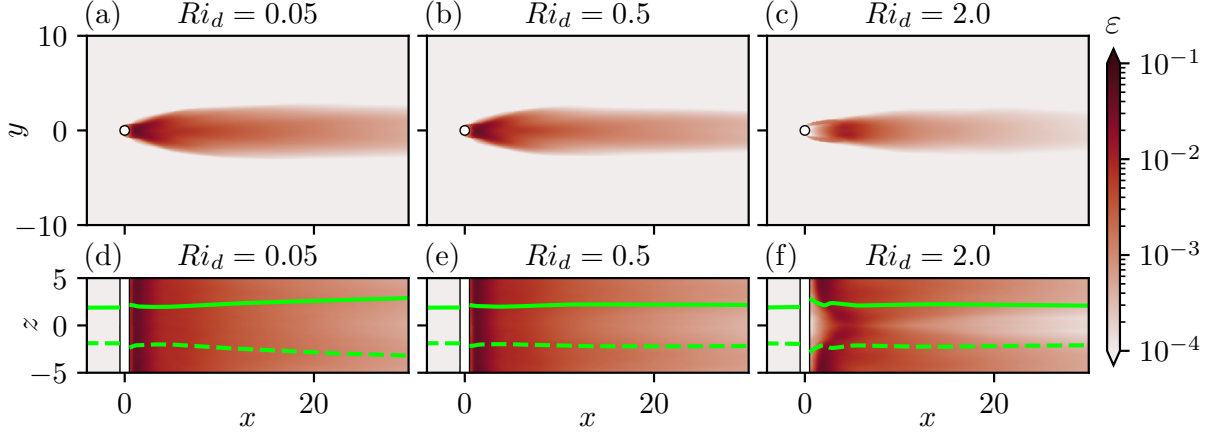 (a) Ri_d = 0.05 (b) Ri_d = 0.5 (c) Ri_d = 2.0 ε
10
y 0
−10
10^{−1}
10^{−2}
10^{−3}
10^{−4}
(d) Ri_d = 0.05 (e) Ri_d = 0.5 (f) Ri_d = 2.0
5
z 0
−5
0 20 0 20 0 20
x x x